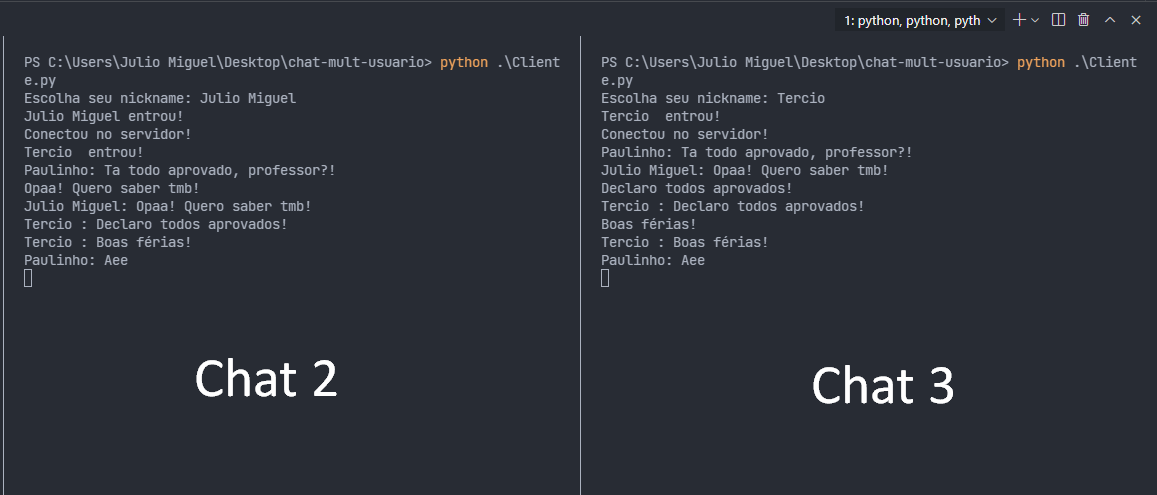 1: python, python, pyth
PS C:\Users\Julio Miguel\Desktop\chat-mult-usuario> python .\Client
e.py
Escolha seu nickname: Julio Miguel
Julio Miguel entrou!
Conectou no servidor!
Tercio  entrou!
Paulinho: Ta todo aprovado, professor?!
Opaa! Quero saber tmb!
Julio Miguel: Opaa! Quero saber tmb!
Tercio : Declaro todos aprovados!
Tercio : Boas férias!
Paulinho: Aee
Chat 2
PS C:\Users\Julio Miguel\Desktop\chat-mult-usuario> python .\Client
e.py
Escolha seu nickname: Tercio
Tercio  entrou!
Conectou no servidor!
Paulinho: Ta todo aprovado, professor?!
Julio Miguel: Opaa! Quero saber tmb!
Declaro todos aprovados!
Tercio : Declaro todos aprovados!
Boas férias!
Tercio : Boas férias!
Paulinho: Aee
Chat 3